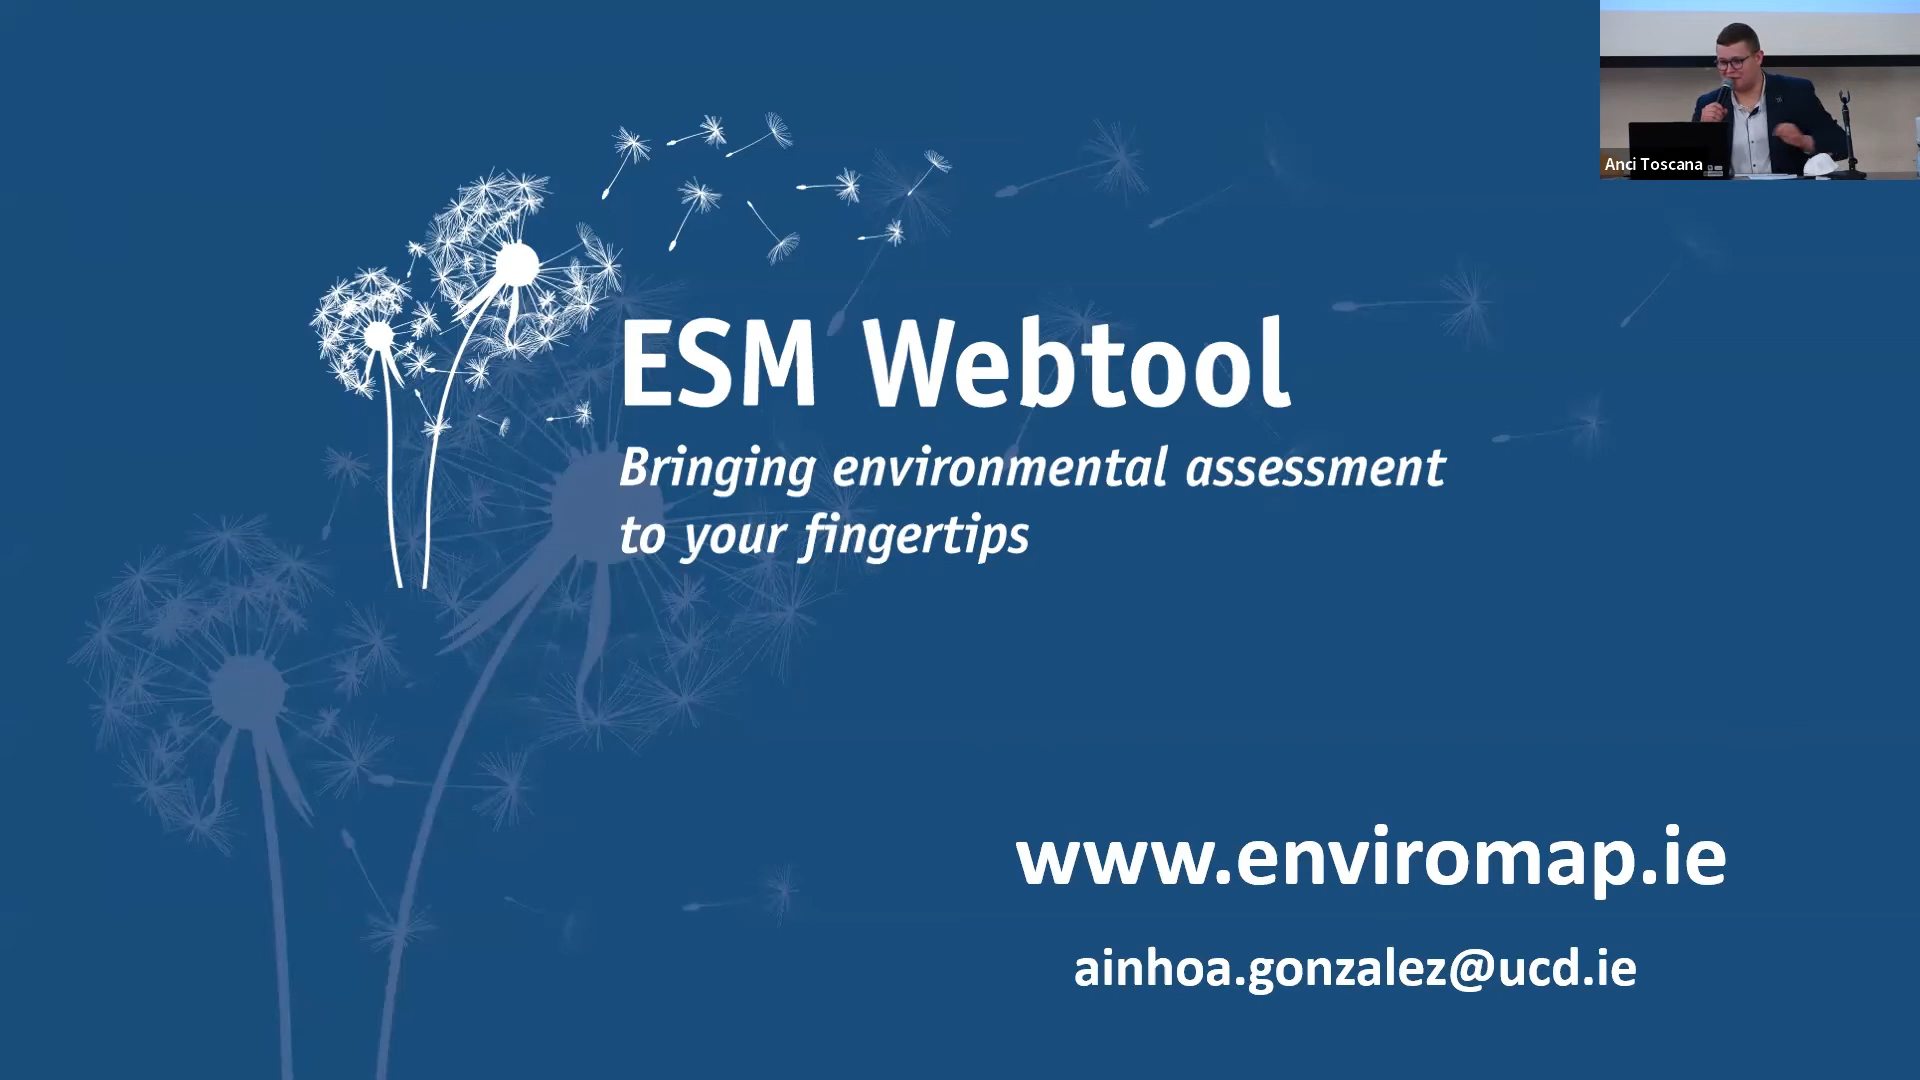 Anci Toscana
ESM Webtool
Bringing environmental assessment
to your fingertips
www.enviromap.ie
ainhoa.gonzalez@ucd.ie